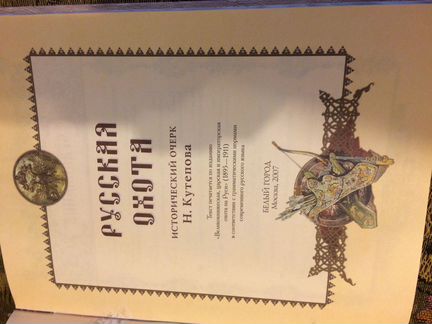 РУССКАЯ
ОХОТА
ИСТОРИЧЕСКИЙ ОЧЕРК
Н. Кутепова
Текст печатается по изданию
«Великокняжеская, царская и императорская
охота на Руси» (1895—1911)
в соответствии с грамматическими нормами
современного русского языка
БЕЛЫЙ ГОРОД
Москва, 2007